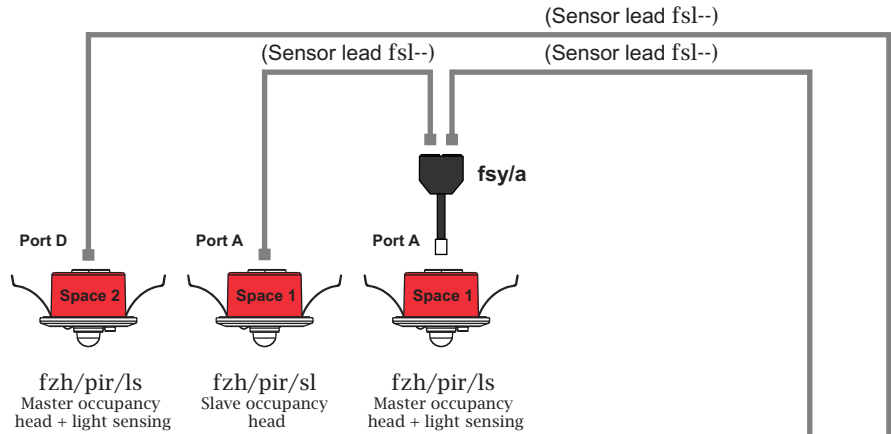 (Sensor lead fsl--)
(Sensor lead fsl--) (Sensor lead fsl--)
fsy/a
Port D Port A Port A
Space 2 Space 1 Space 1
fzh/pir/ls fzh/pir/sl fzh/pir/ls
Master occupancy Slave occupancy Master occupancy
head + light sensing head head + light sensing